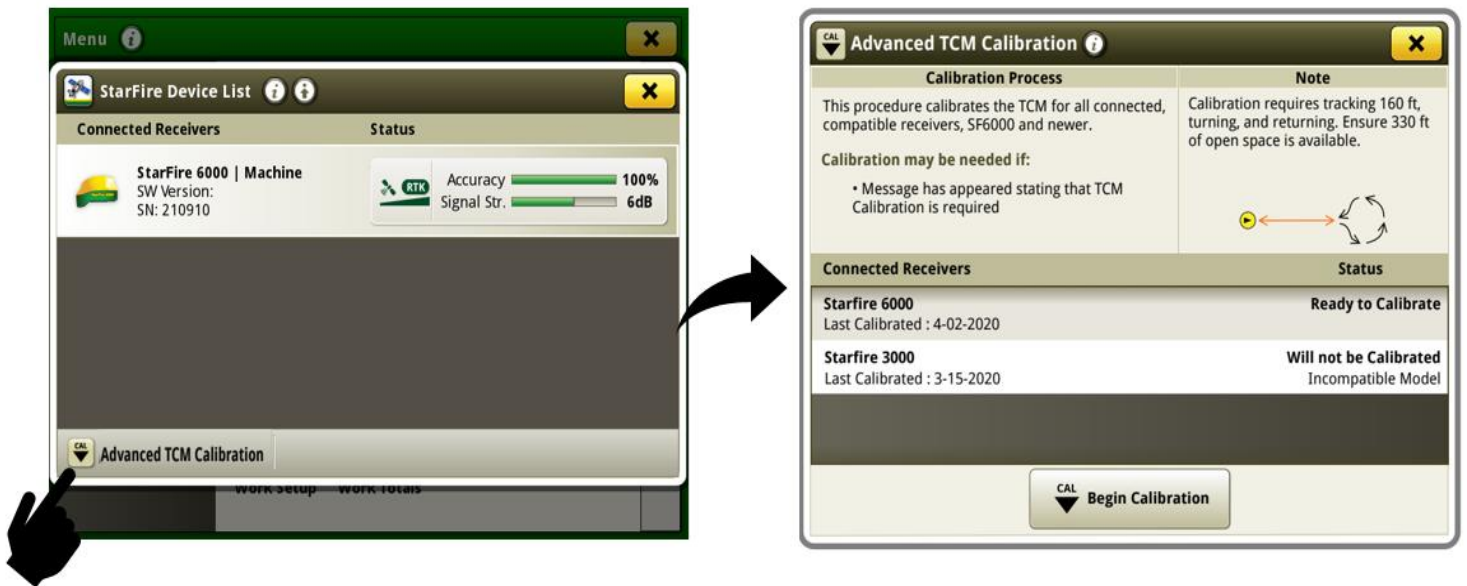 Menu
StarFire Device List
Connected Receivers Status
StarFire 6000 | Machine
SW Version:
SN: 210910
RTK
Accuracy 100%
Signal Str. 6dB
CAL
Advanced TCM Calibration
Work Setup Work Totals
CAL
Advanced TCM Calibration
Calibration Process
This procedure calibrates the TCM for all connected,
compatible receivers, SF6000 and newer.
Calibration may be needed if:
• Message has appeared stating that TCM
Calibration is required
Note
Calibration requires tracking 160 ft,
turning, and returning. Ensure 330 ft
of open space is available.
Connected Receivers Status
Starfire 6000 Ready to Calibrate
Last Calibrated : 4-02-2020
Starfire 3000 Will not be Calibrated
Last Calibrated : 3-15-2020 Incompatible Model
CAL
Begin Calibration